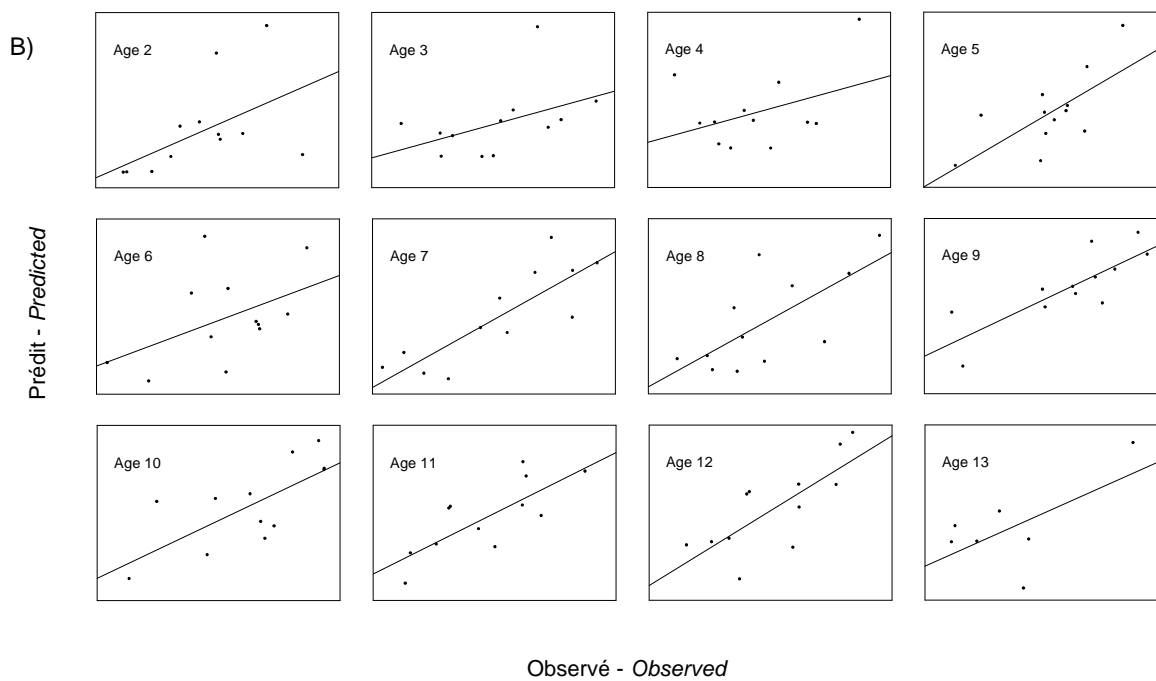 B)
Age 2
Age 3
Age 4
Age 5
Age 6
Age 7
Age 8
Age 9
Age 10
Age 11
Age 12
Age 13
Prédit - Predicted
Observé - Observed